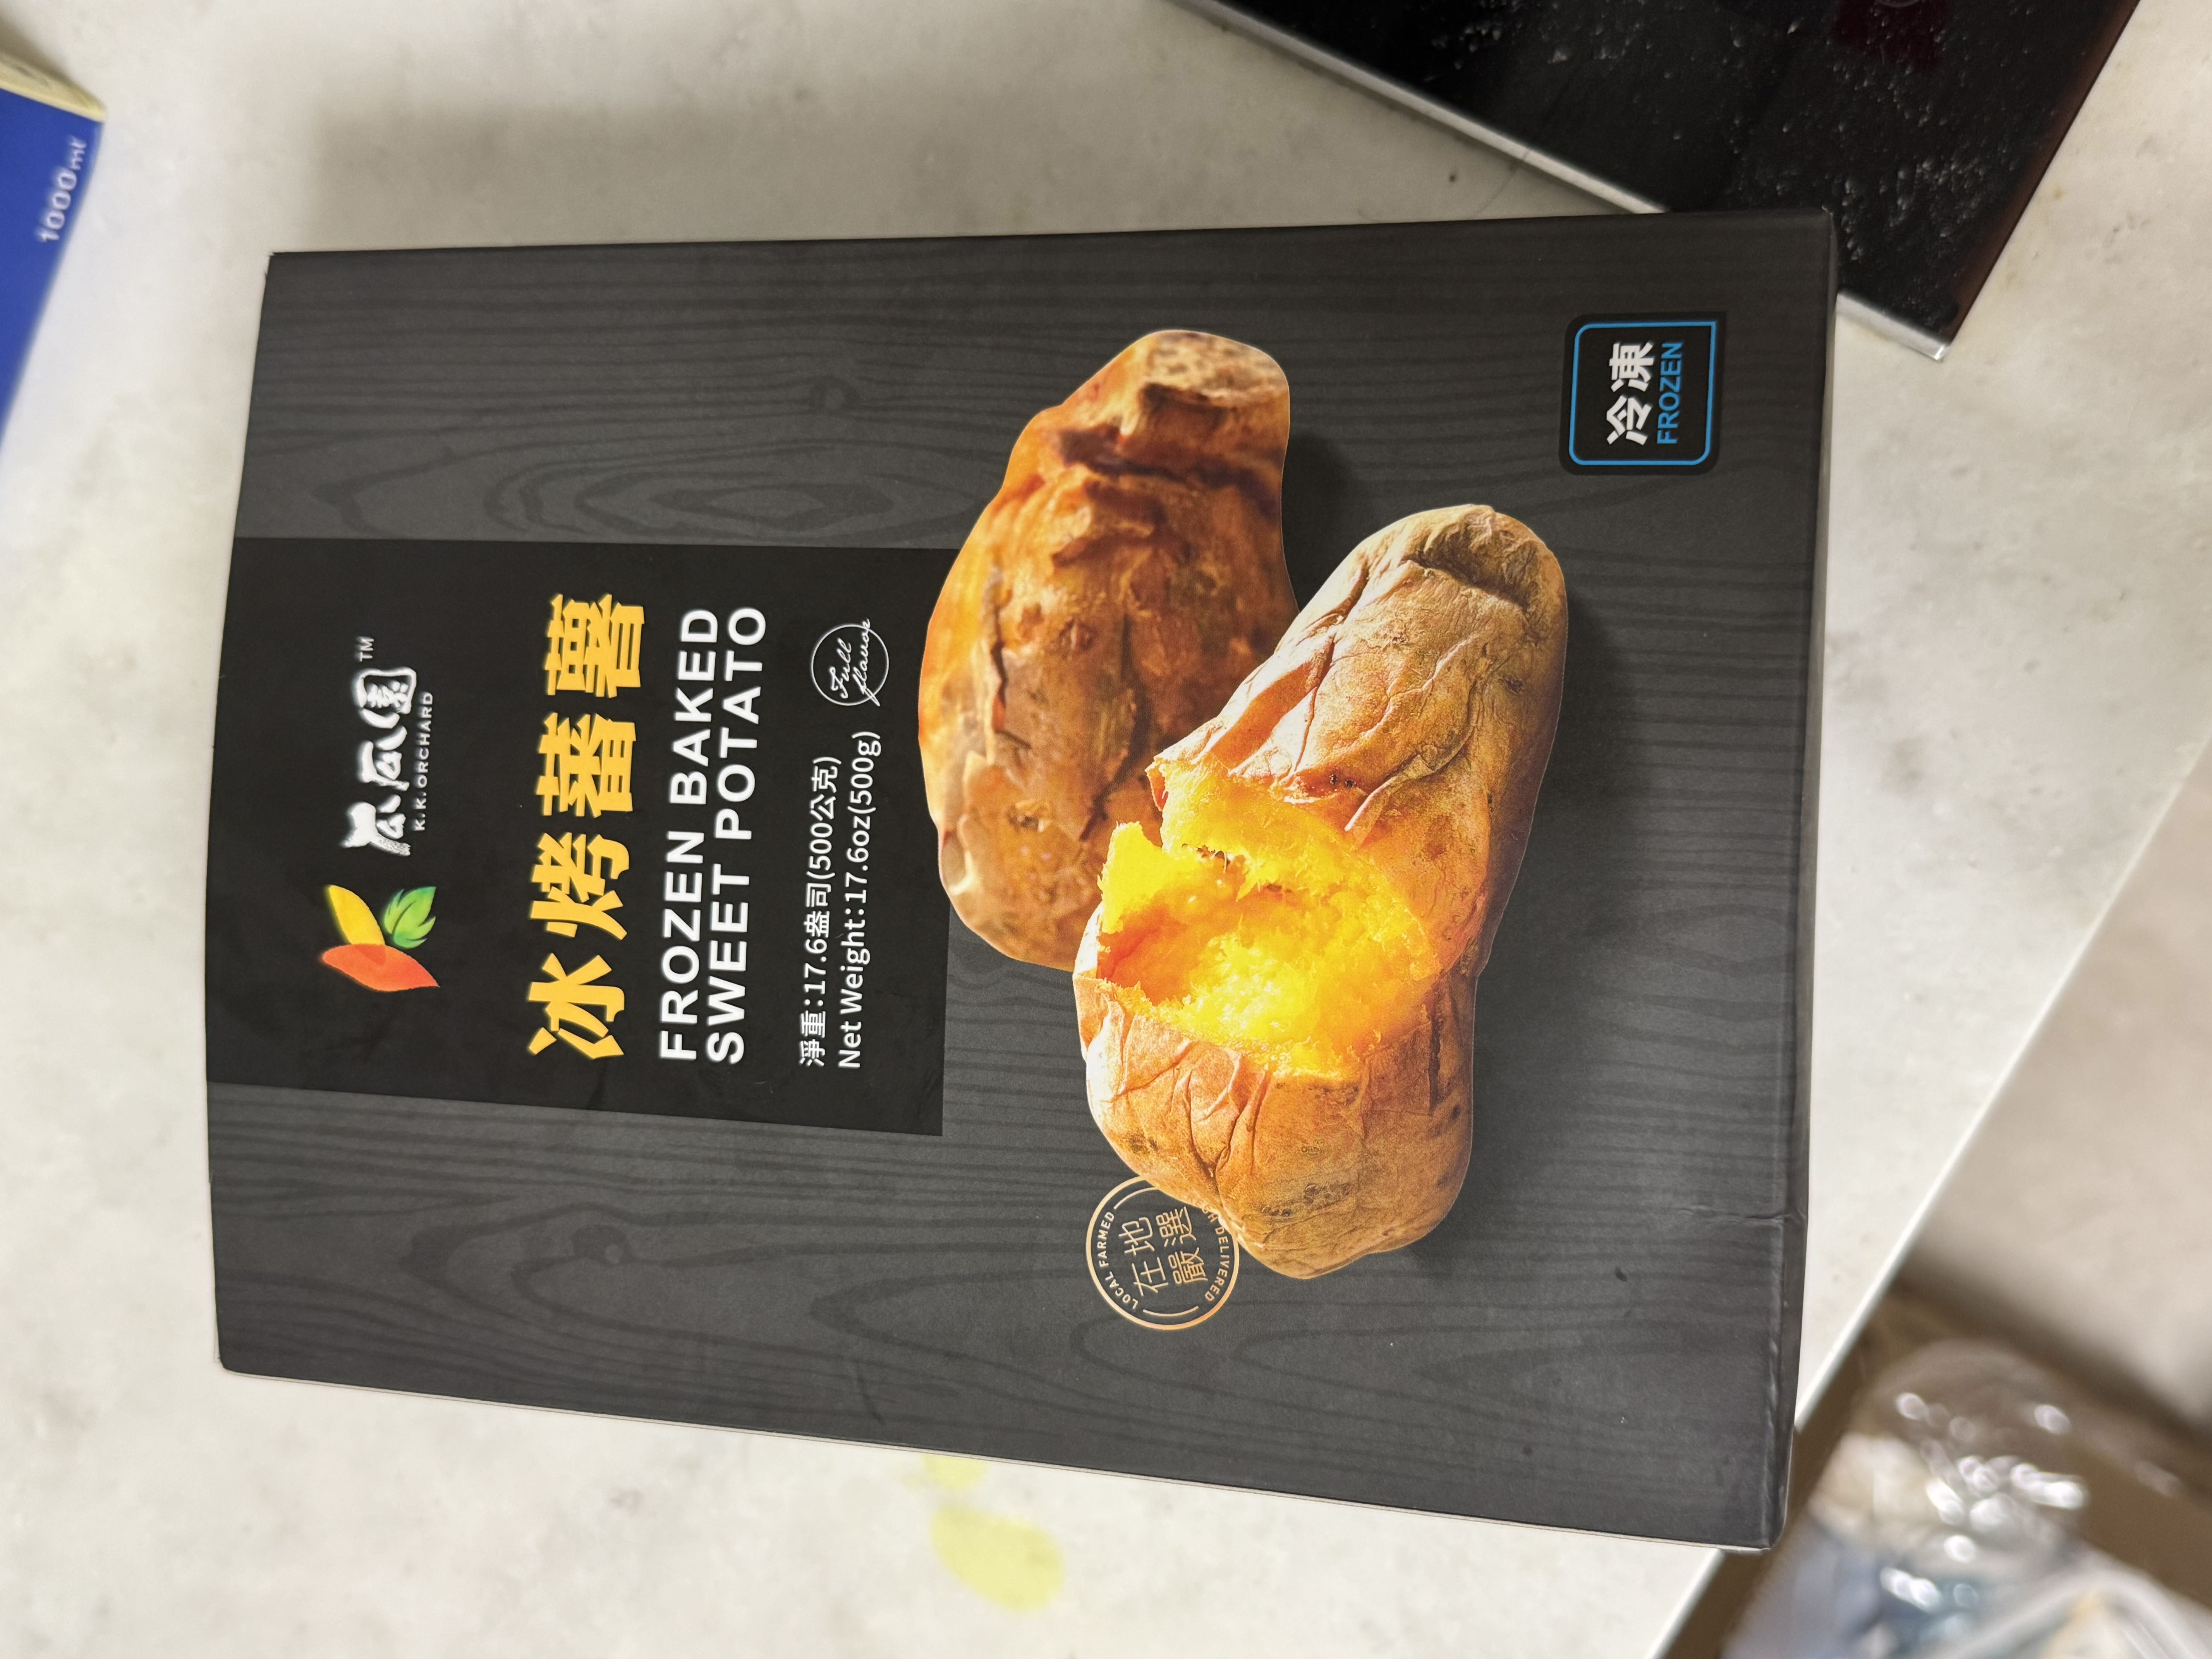 1000ml
瓜瓜園™
K.K.ORCHARD
冰烤蕃薯
FROZEN BAKED
SWEET POTATO
淨重:17.6盎司(500公克)
Net Weight:17.6oz(500g)
Full
flavor
LOCAL FARMED
在地
嚴選
DELIVERED
冷凍
FROZEN